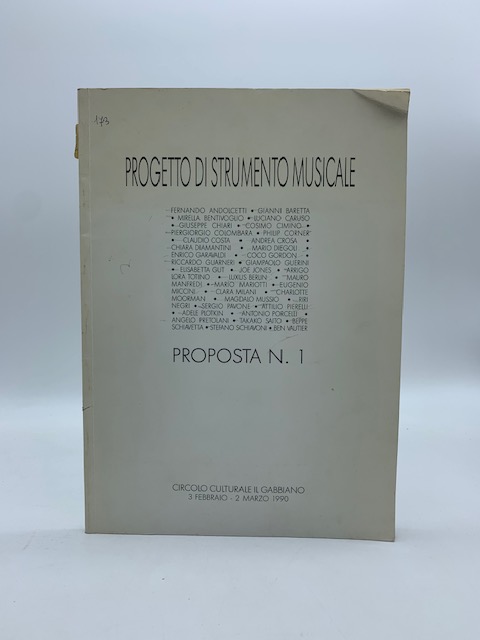 173
PROGETTO DI STRUMENTO MUSICALE
FERNANDO ANDOLCETTI • GIANNI BARETTA
• MIRELLA BENTIVOGLIO • LUCIANO CARUSO
• GIUSEPPE CHIARI • COSIMO CIMINO •
PIERGIORGIO COLOMBARA • PHILIP CORNER
• CLAUDIO COSTA • ANDREA CROSA •
CHIARA DIAMANTINI • MARIO DIEGOLI •
ENRICO GARAVALDI • COCO GORDON •
RICCARDO GUARNERI • GIAMPAOLO GUERINI
• ELISABETTA GUT • JOE JONES • ARRIGO
LORA TOTINO • LUXUS BERLIN • MAURO
MANFREDI • MARIO MARIOTTI • EUGENIO
MICCINI • CLARA MILANI • CHARLOTTE
MOORMAN • MAGDALO MUSSIO • RIRI
NEGRI • SERGIO PAVONE • ATTILIO PIERELLI
• ADELE PLOTKIN • ANTONIO PORCELLI •
ANGELO PRETOLANI • TAKAKO SAITO • BEPPE
SCHIAVETTA • STEFANO SCHIAVONI • BEN VAUTIER
PROPOSTA N. 1
CIRCOLO CULTURALE IL GABBIANO
3 FEBBRAIO - 2 MARZO 1990